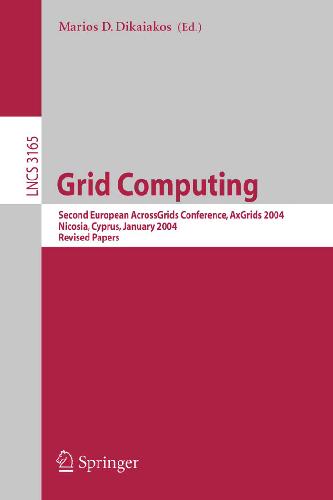 Marios D. Dikaiakos (Ed.)
LNCS 3165
Grid Computing
Second European AcrossGrids Conference, AxGrids 2004
Nicosia, Cyprus, January 2004
Revised Papers
Springer